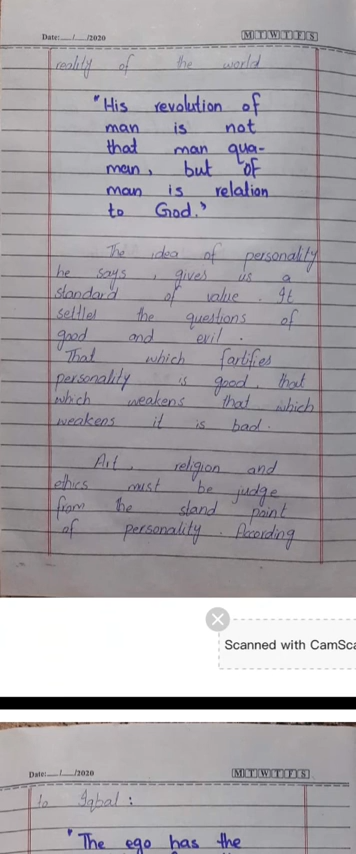 Date:__/__/2020 M T W T F S
reality of the world
"His revolution of
man is not
that man qua-
man, but of
man is relation
to God."
The idea of personality
he says, gives us a
standard of value. It
settles the questions of
good and evil.
That which fortifies
personality is good, that
which weakens that which
weakens it is bad.
Art, religion and
ethics must be judge
from the stand point
of personality. According
Scanned with CamSca
Date:__/__/2020 M T W T F S
to Iqbal:
"The ego has the